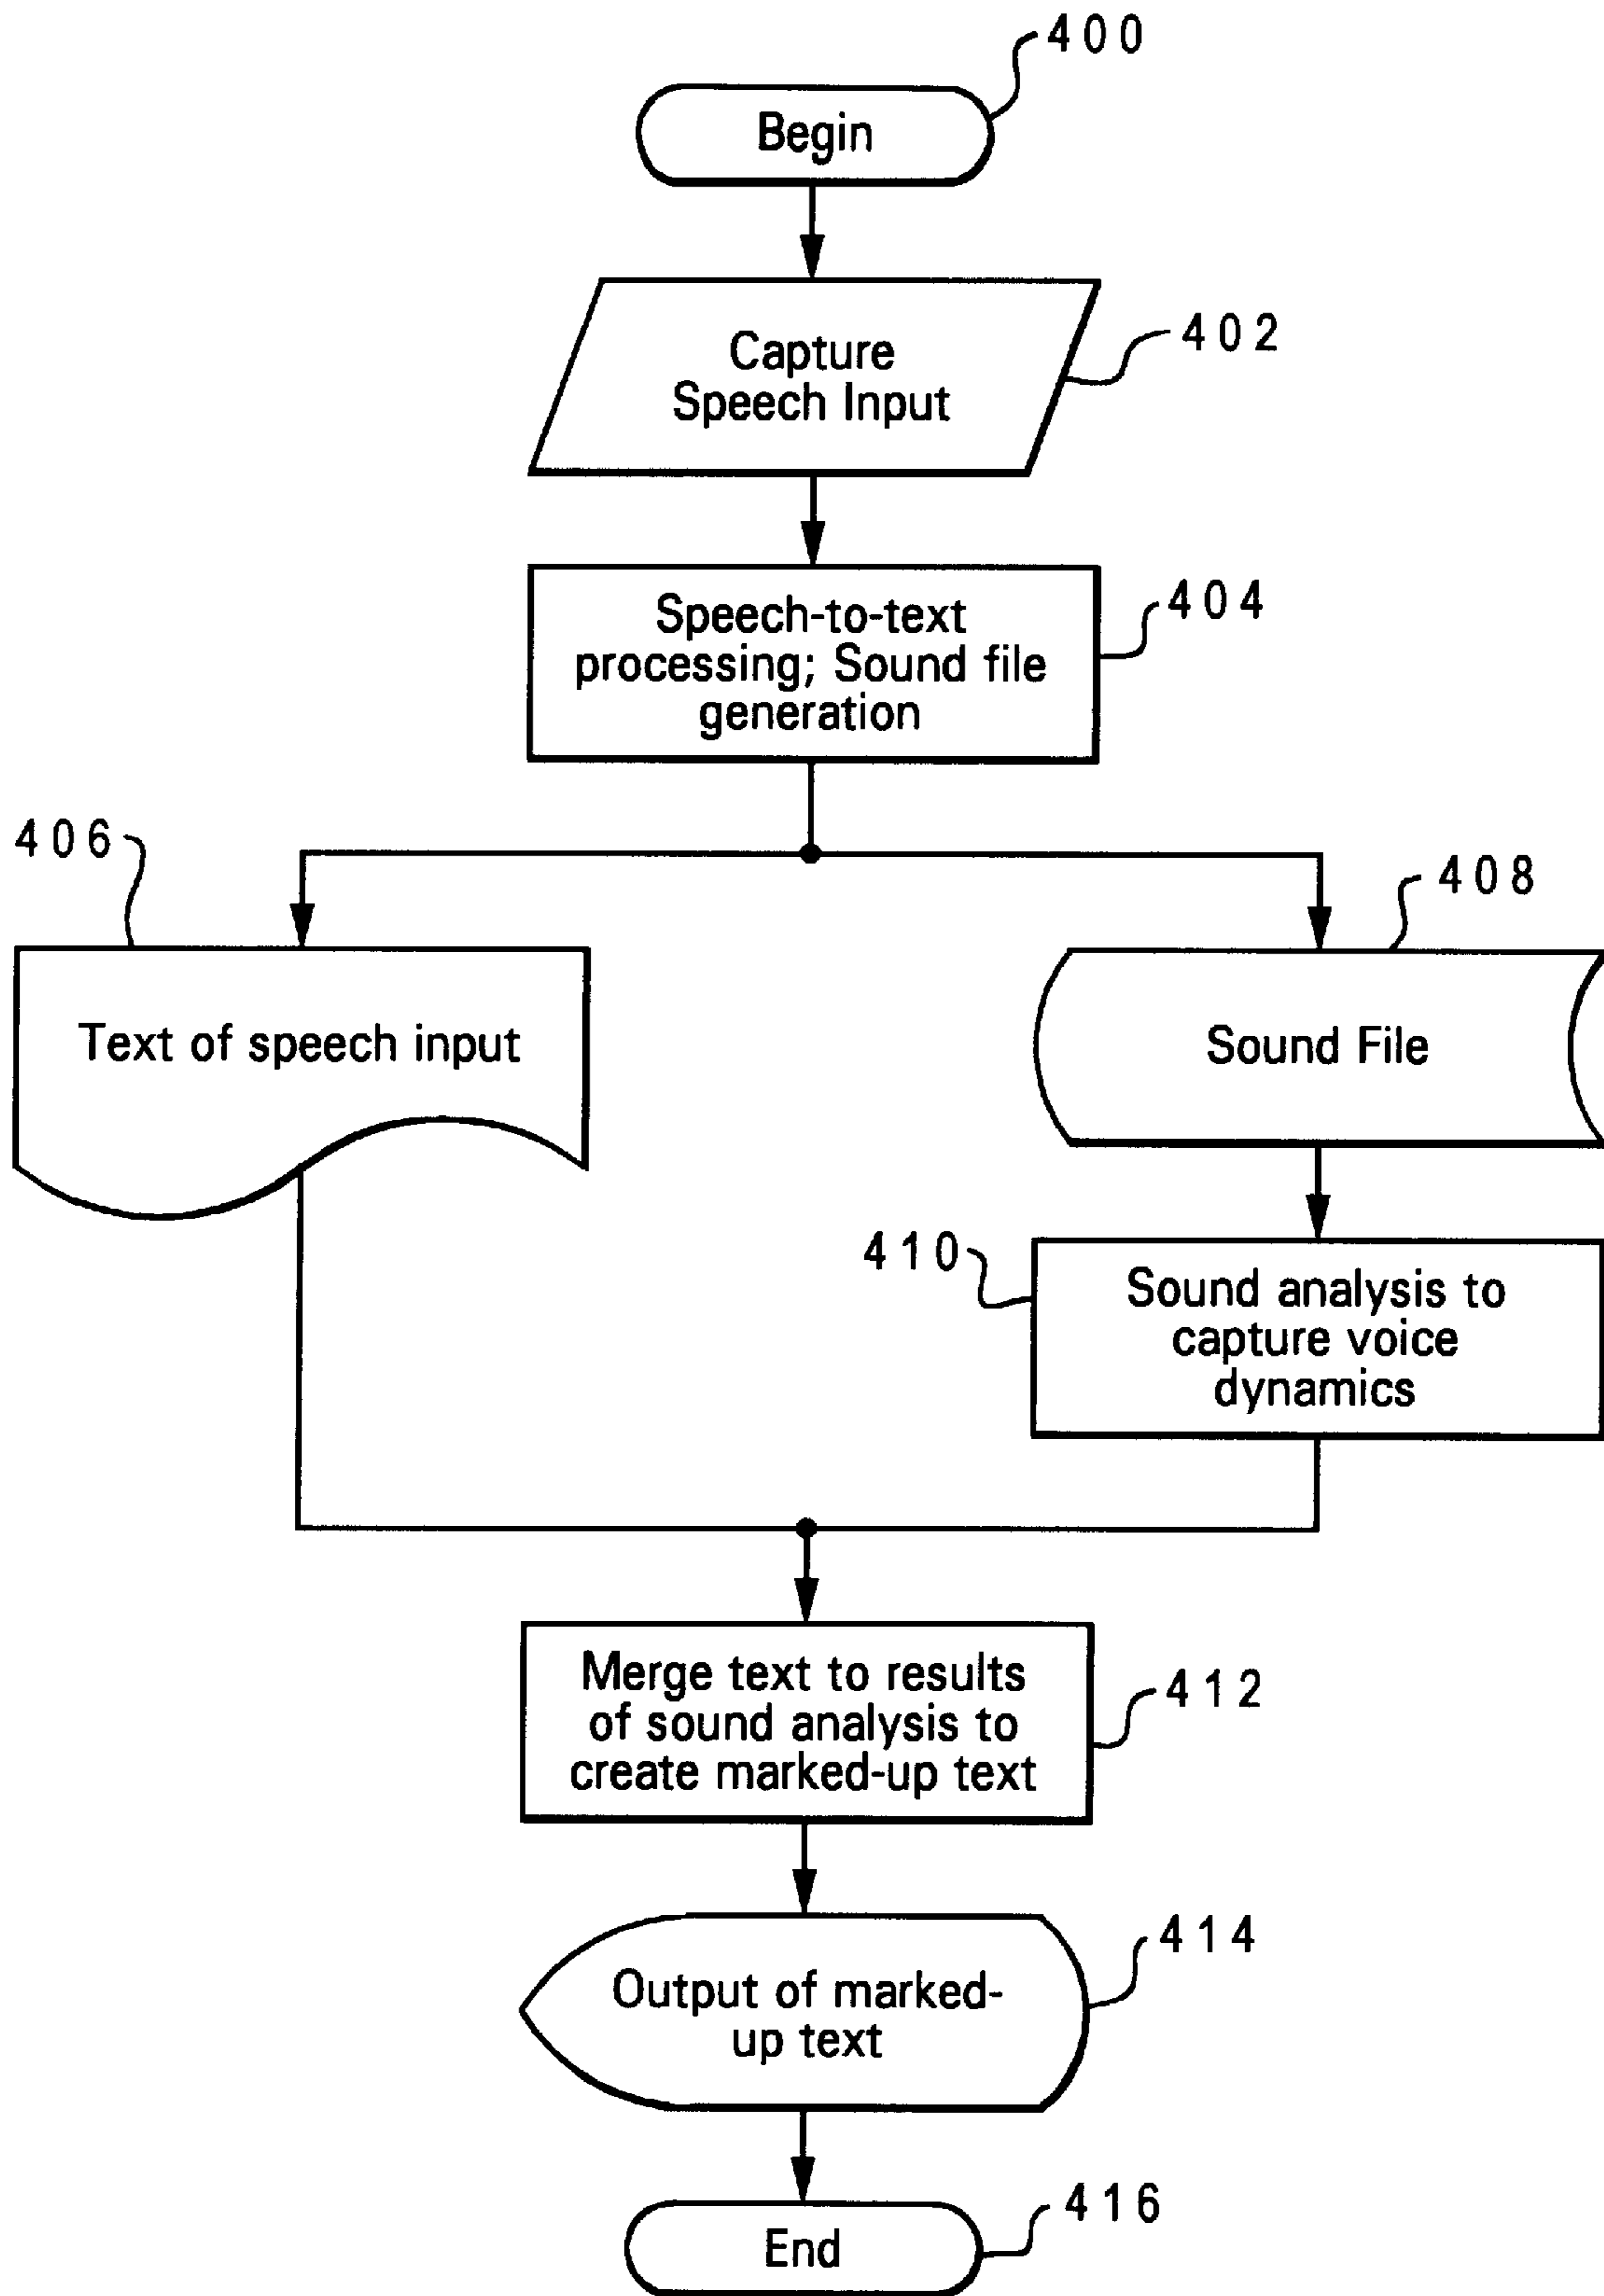 400
Begin
402
Capture
Speech Input
404
Speech-to-text
processing; Sound file
generation
406
408
Text of speech input
Sound File
410
Sound analysis to
capture voice
dynamics
412
Merge text to results
of sound analysis to
create marked-up text
414
Output of marked-
up text
416
End